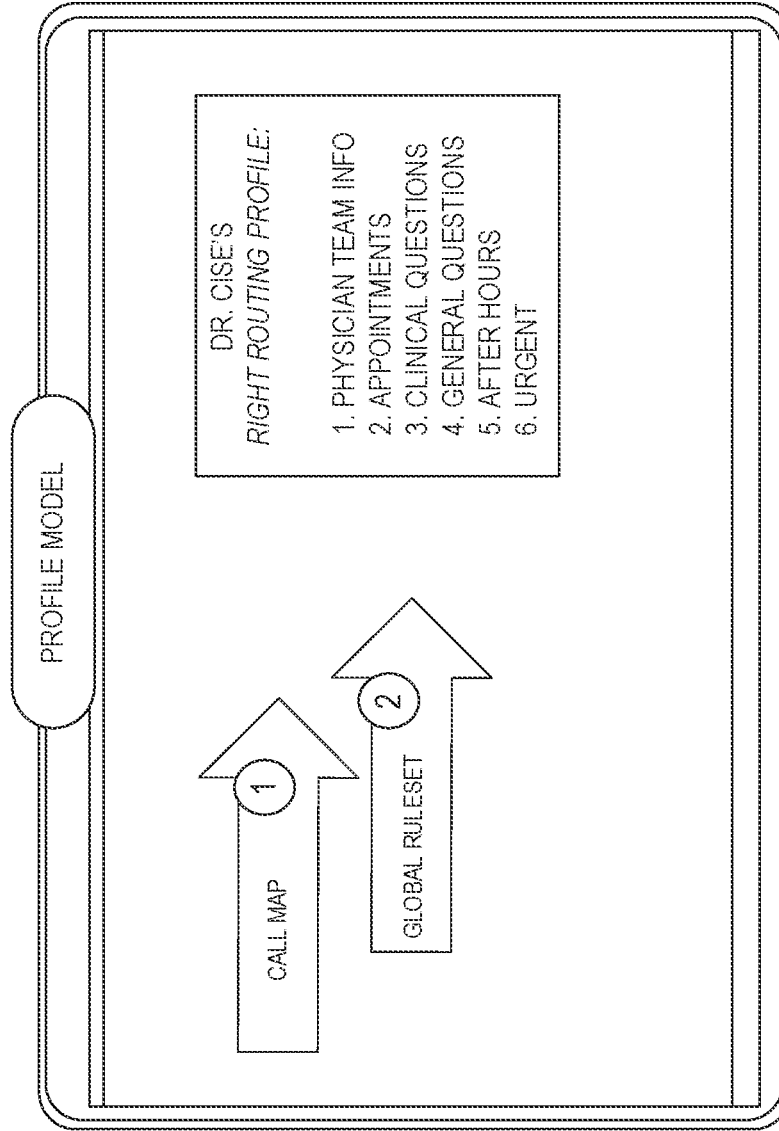 PROFILE MODEL
CALL MAP
1
GLOBAL RULESET
2
DR. CISE'S
RIGHT ROUTING PROFILE:
1. PHYSICIAN TEAM INFO
2. APPOINTMENTS
3. CLINICAL QUESTIONS
4. GENERAL QUESTIONS
5. AFTER HOURS
6. URGENT